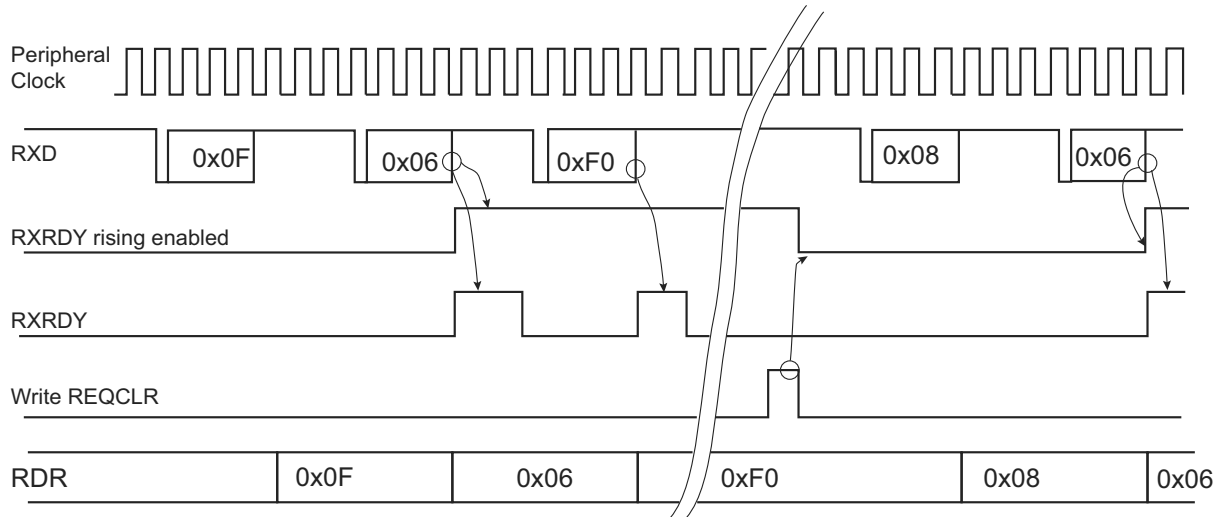 Peripheral
Clock
RXD 0x0F 0x06 0xF0 0x08 0x06
RXRDY rising enabled
RXRDY
Write REQCLR
RDR 0x0F 0x06 0xF0 0x08 0x06